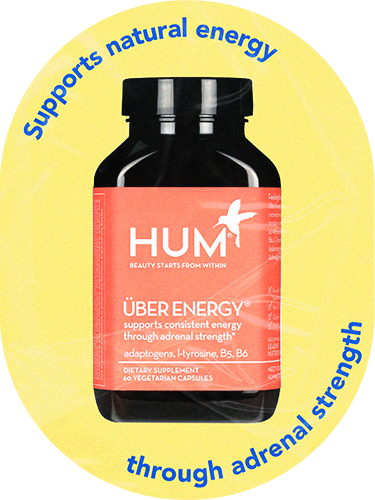 Supports natural energy
HUM®
BEAUTY STARTS FROM WITHIN
ÜBER ENERGY®
supports consistent energy
through adrenal strength*
adaptogens, l-tyrosine, B5, B6
DIETARY SUPPLEMENT
60 VEGETARIAN CAPSULES
through adrenal strength